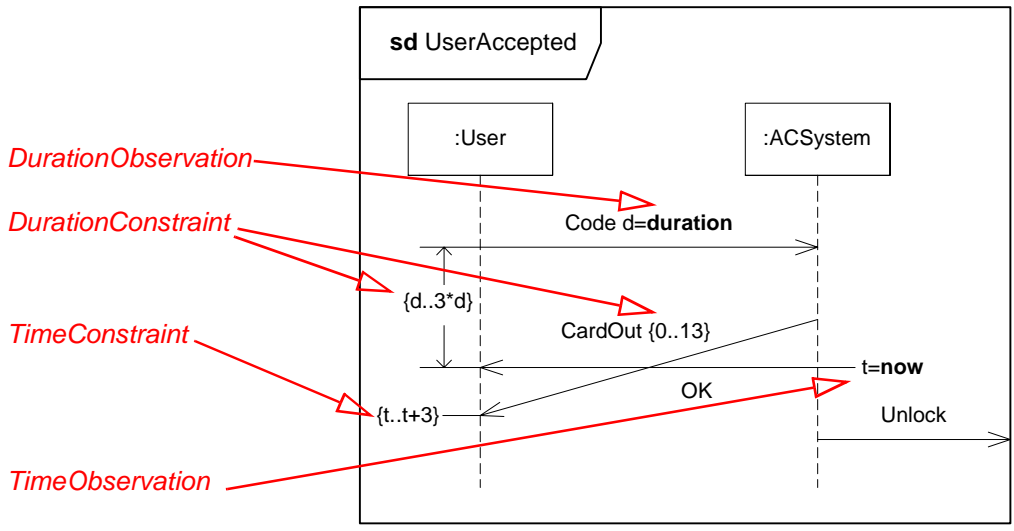 sd UserAccepted
:User
:ACSystem
DurationObservation
DurationConstraint
Code d=duration
{d..3*d}
TimeConstraint
CardOut {0..13}
t=now
OK
{t..t+3}
Unlock
TimeObservation